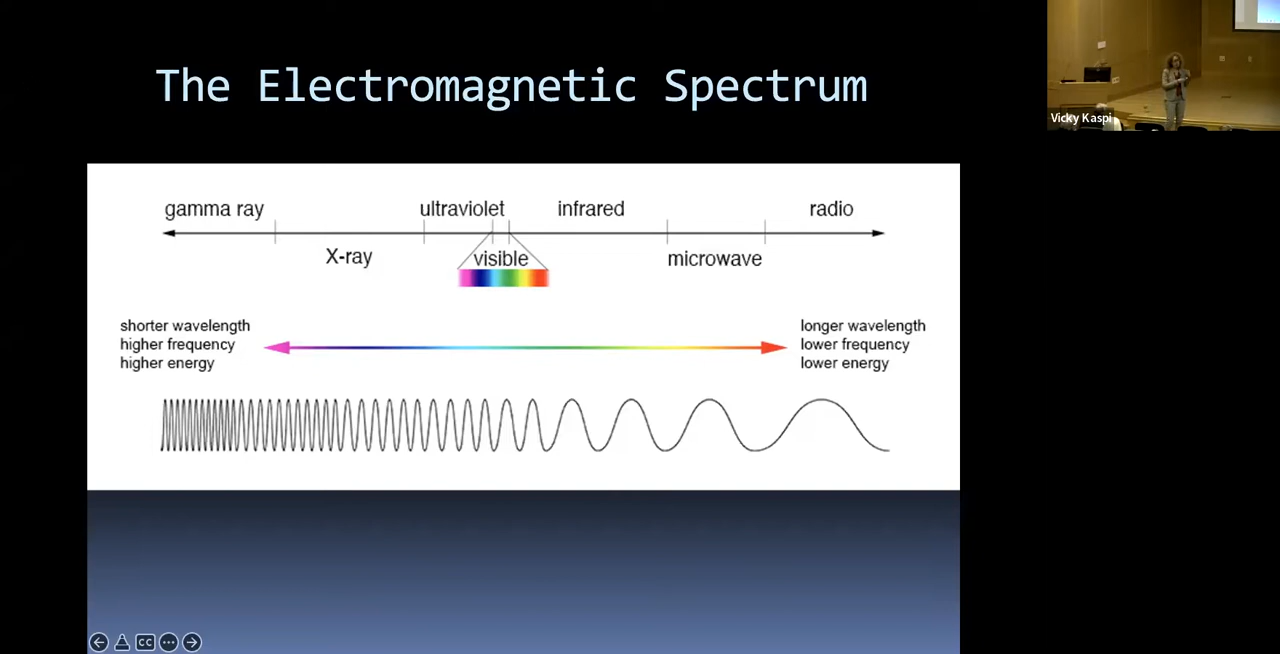 The Electromagnetic Spectrum
Vicky Kaspi
gamma ray
ultraviolet
infrared
radio
X-ray
visible
microwave
shorter wavelength
higher frequency
higher energy
longer wavelength
lower frequency
lower energy
CC